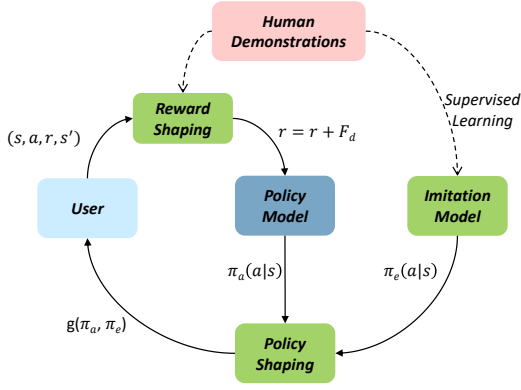 Human
Demonstrations
Reward
Shaping
Supervised
Learning
(s, a, r, s′)
r = r + F_d
User
Policy
Model
Imitation
Model
π_a(a|s)
π_e(a|s)
g(π_a, π_e)
Policy
Shaping